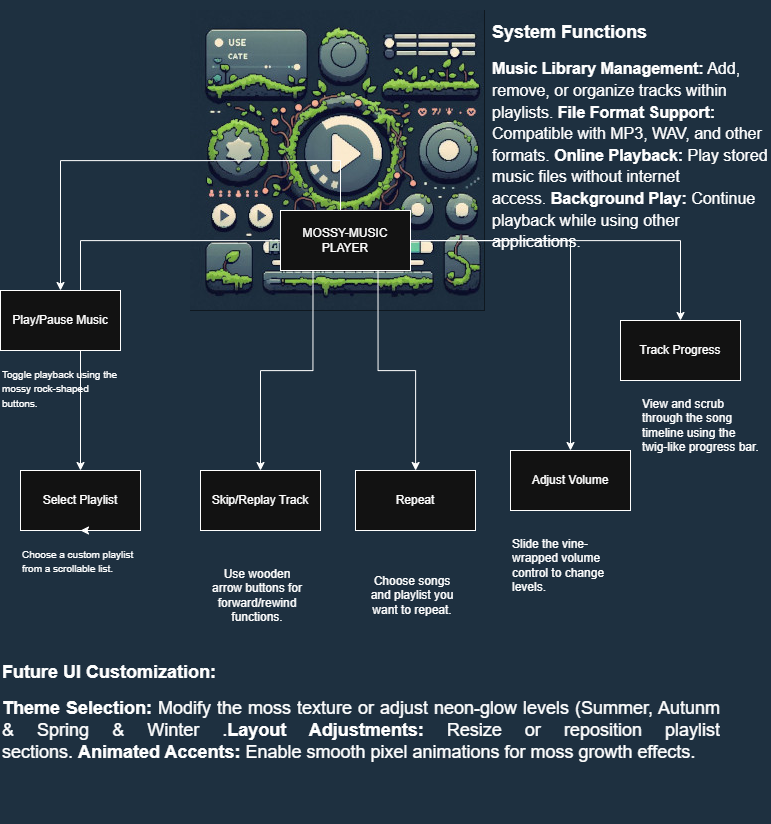 USE
CATE
System Functions
Music Library Management: Add,
remove, or organize tracks within
playlists. File Format Support:
Compatible with MP3, WAV, and other
formats. Online Playback: Play stored
music files without internet
access. Background Play: Continue
playback while using other
applications.
MOSSY-MUSIC
PLAYER
Play/Pause Music
Toggle playback using the
mossy rock-shaped
buttons.
Track Progress
View and scrub
through the song
timeline using the
twig-like progress bar.
Select Playlist
Choose a custom playlist
from a scrollable list.
Skip/Replay Track
Use wooden
arrow buttons for
forward/rewind
functions.
Repeat
Choose songs
and playlist you
want to repeat.
Adjust Volume
Slide the vine-
wrapped volume
control to change
levels.
Future UI Customization:
Theme Selection: Modify the moss texture or adjust neon-glow levels (Summer, Autunm
& Spring & Winter .Layout Adjustments: Resize or reposition playlist
sections. Animated Accents: Enable smooth pixel animations for moss growth effects.